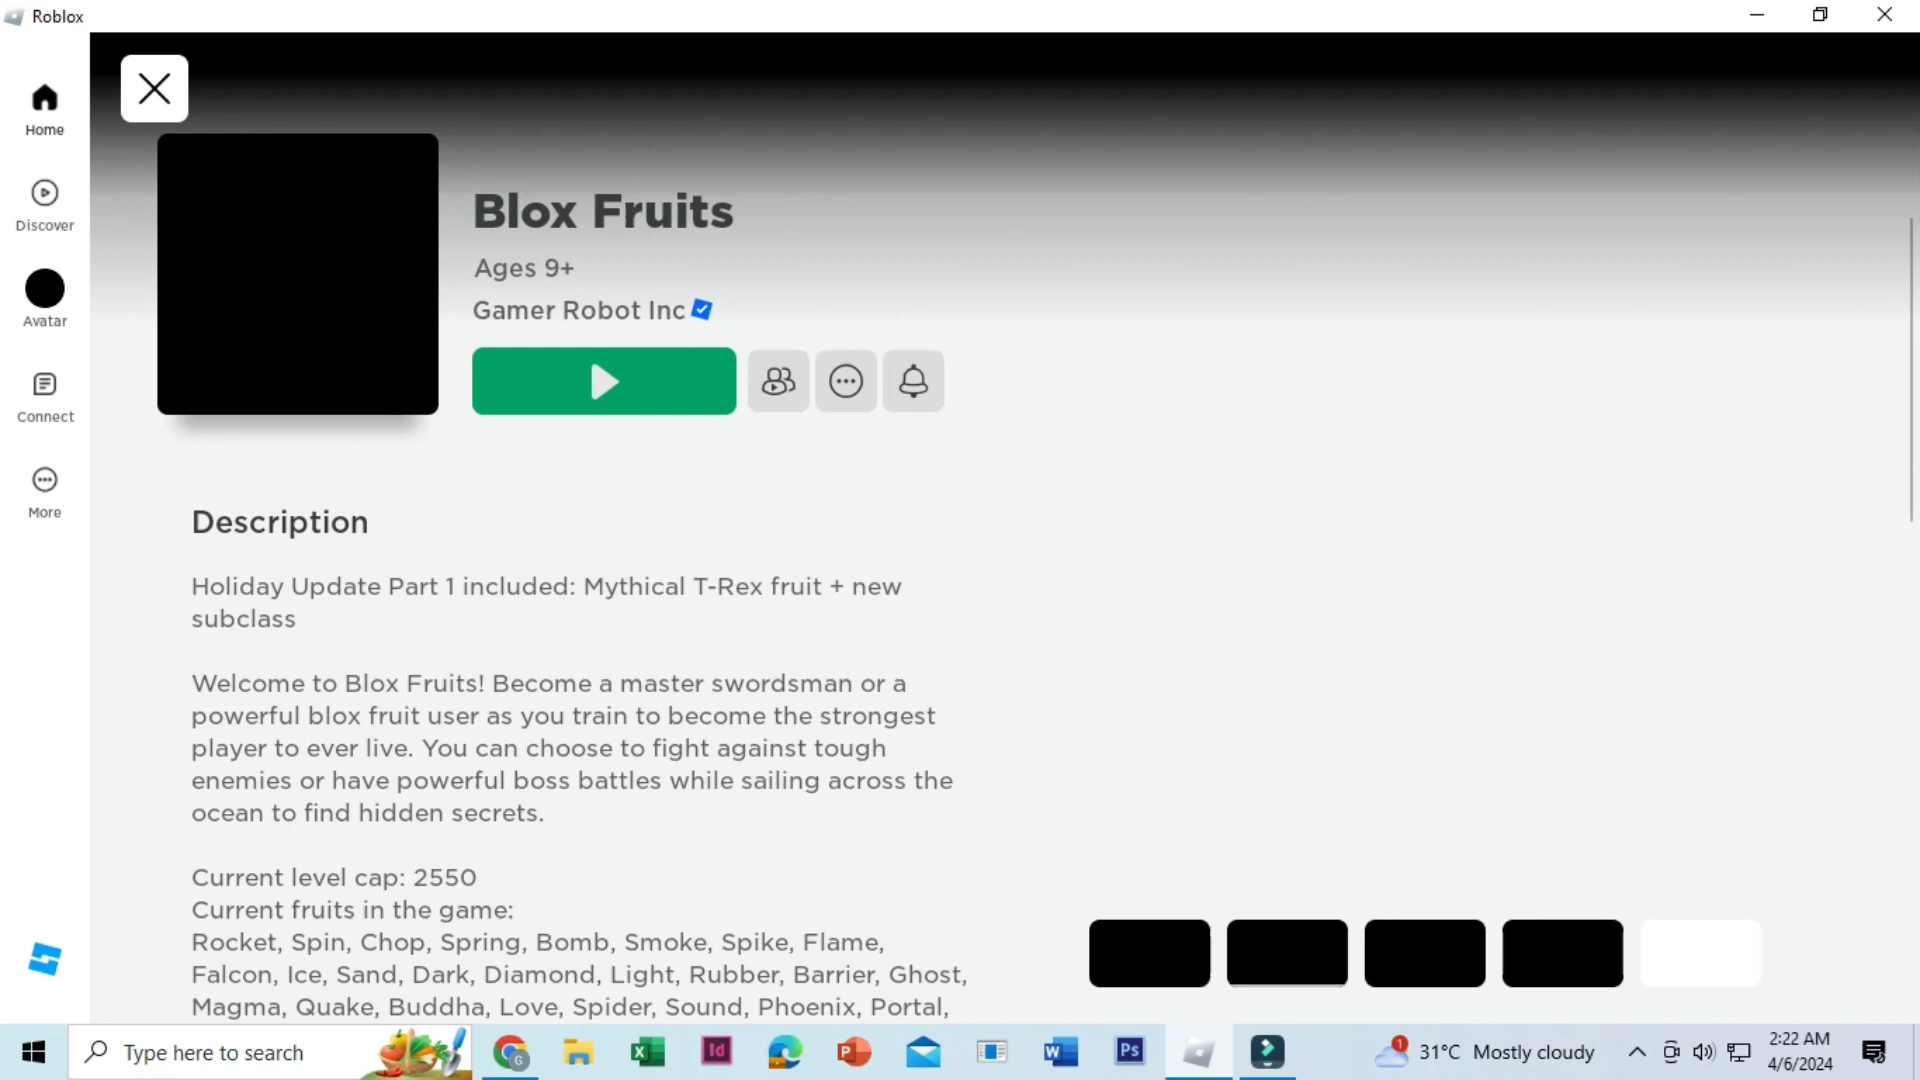 Roblox
Home
Discover
Avatar
Connect
More
Blox Fruits
Ages 9+
Gamer Robot Inc
Description
Holiday Update Part 1 included: Mythical T-Rex fruit + new
subclass
Welcome to Blox Fruits! Become a master swordsman or a
powerful blox fruit user as you train to become the strongest
player to ever live. You can choose to fight against tough
enemies or have powerful boss battles while sailing across the
ocean to find hidden secrets.
Current level cap: 2550
Current fruits in the game:
Rocket, Spin, Chop, Spring, Bomb, Smoke, Spike, Flame,
Falcon, Ice, Sand, Dark, Diamond, Light, Rubber, Barrier, Ghost,
Magma, Quake, Buddha, Love, Spider, Sound, Phoenix, Portal,
Type here to search
G
X
Id
P
W
Ps
1
31°C Mostly cloudy
2:22 AM
4/6/2024